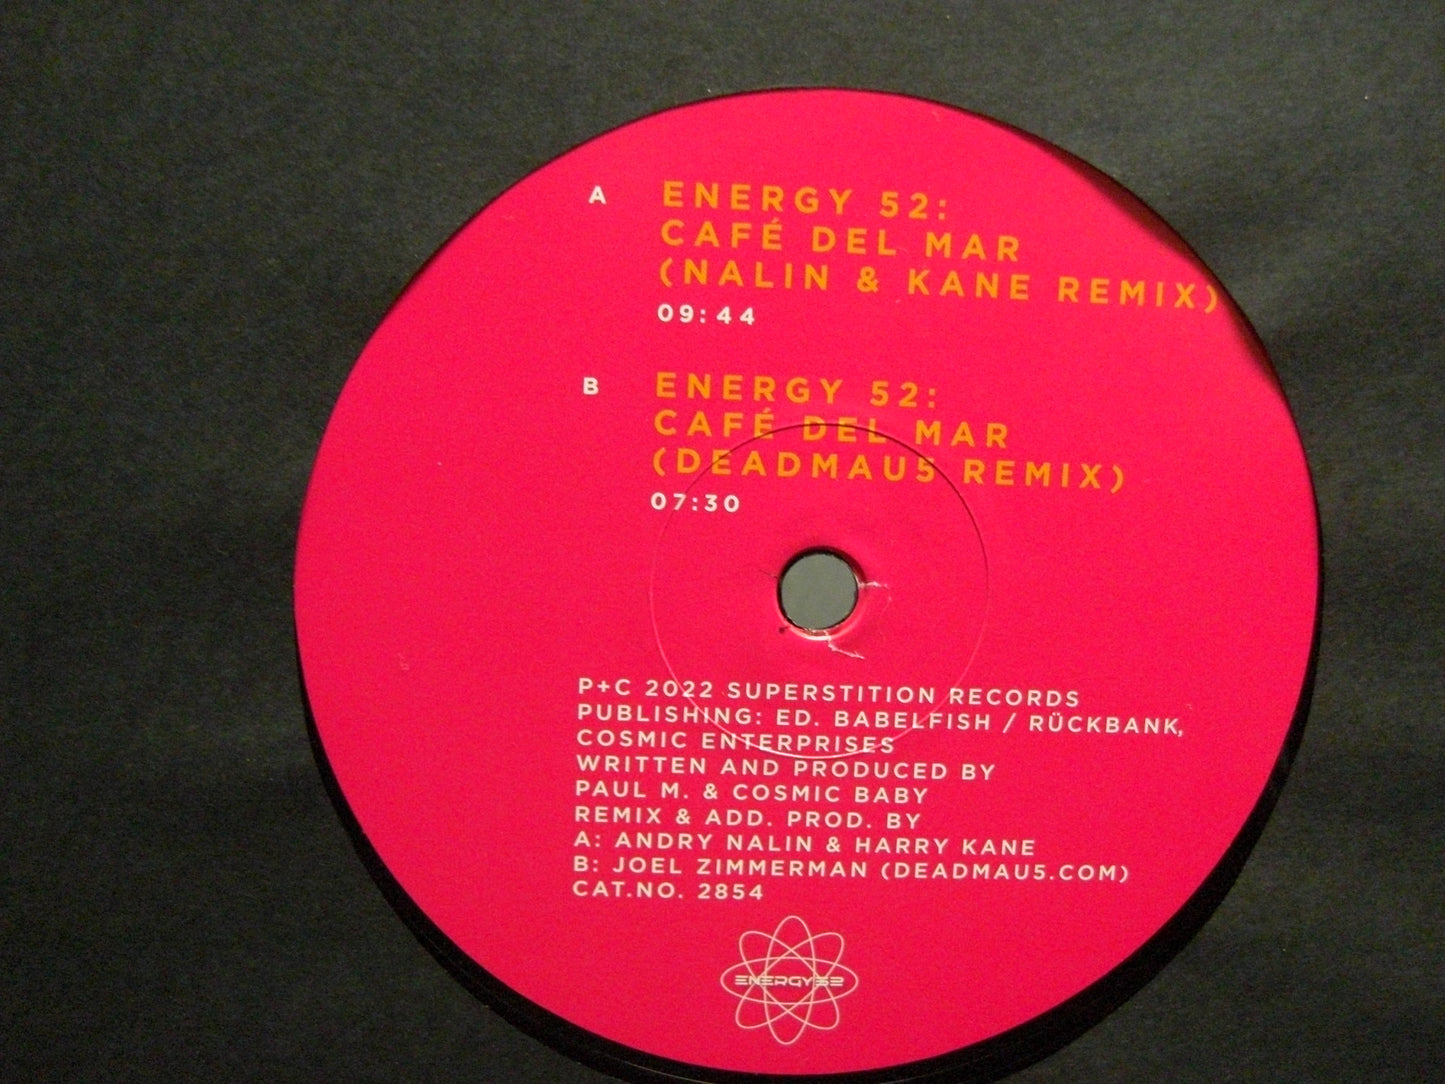 A
ENERGY 52:
CAFÉ DEL MAR
(NALIN & KANE REMIX)
09:44
B
ENERGY 52:
CAFÉ DEL MAR
(DEADMAU5 REMIX)
07:30
P+C 2022 SUPERSTITION RECORDS
PUBLISHING: ED. BABELFISH / RÜCKBANK,
COSMIC ENTERPRISES
WRITTEN AND PRODUCED BY
PAUL M. & COSMIC BABY
REMIX & ADD. PROD. BY
A: ANDRY NALIN & HARRY KANE
B: JOEL ZIMMERMAN (DEADMAU5.COM)
CAT.NO. 2854
ENERGY 52